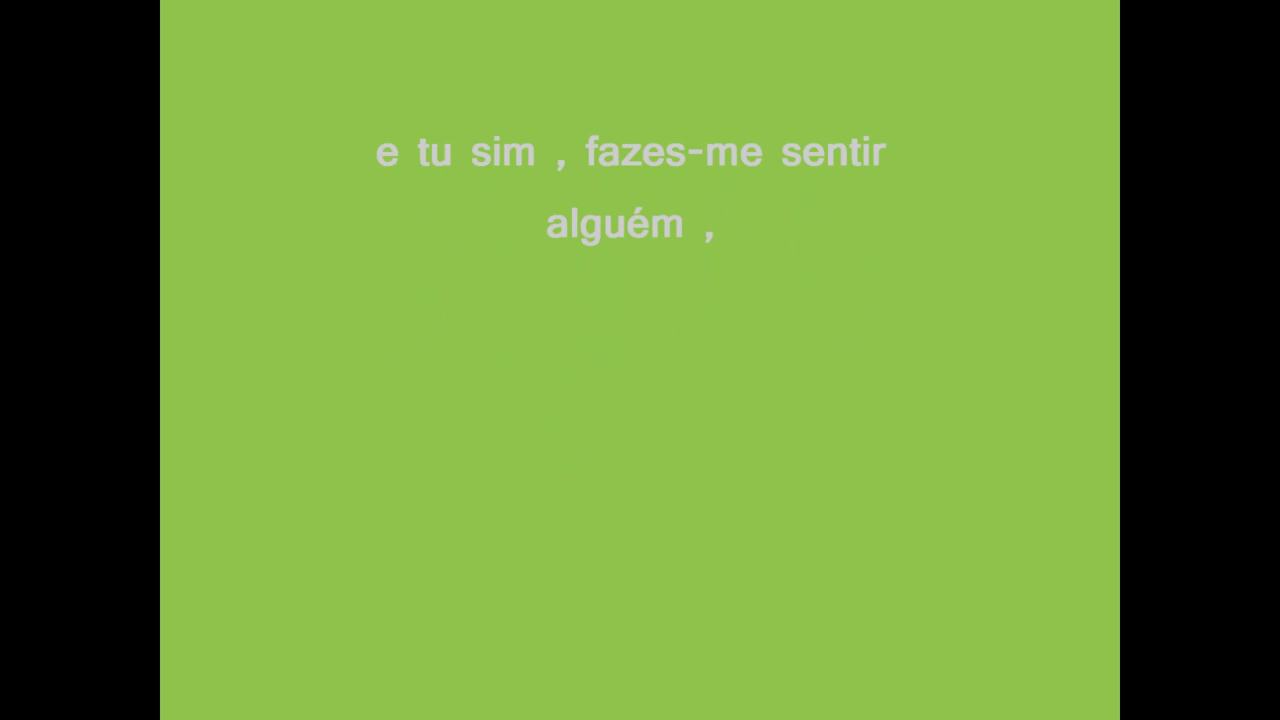 e tu sim , fazes-me sentir
alguém ,